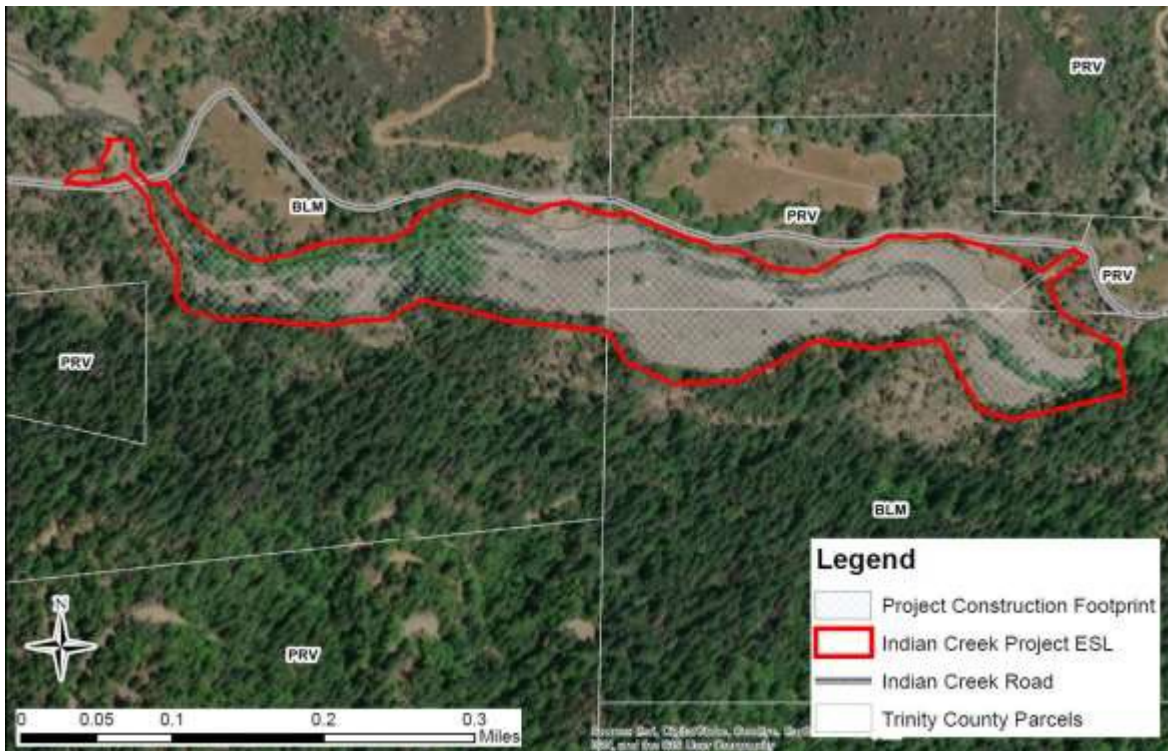 PRV
BLM
PRV
PRV
PRV
BLM
PRV
N
0 0.05 0.1 0.2 0.3
Miles
Legend
Project Construction Footprint
Indian Creek Project ESL
Indian Creek Road
Trinity County Parcels